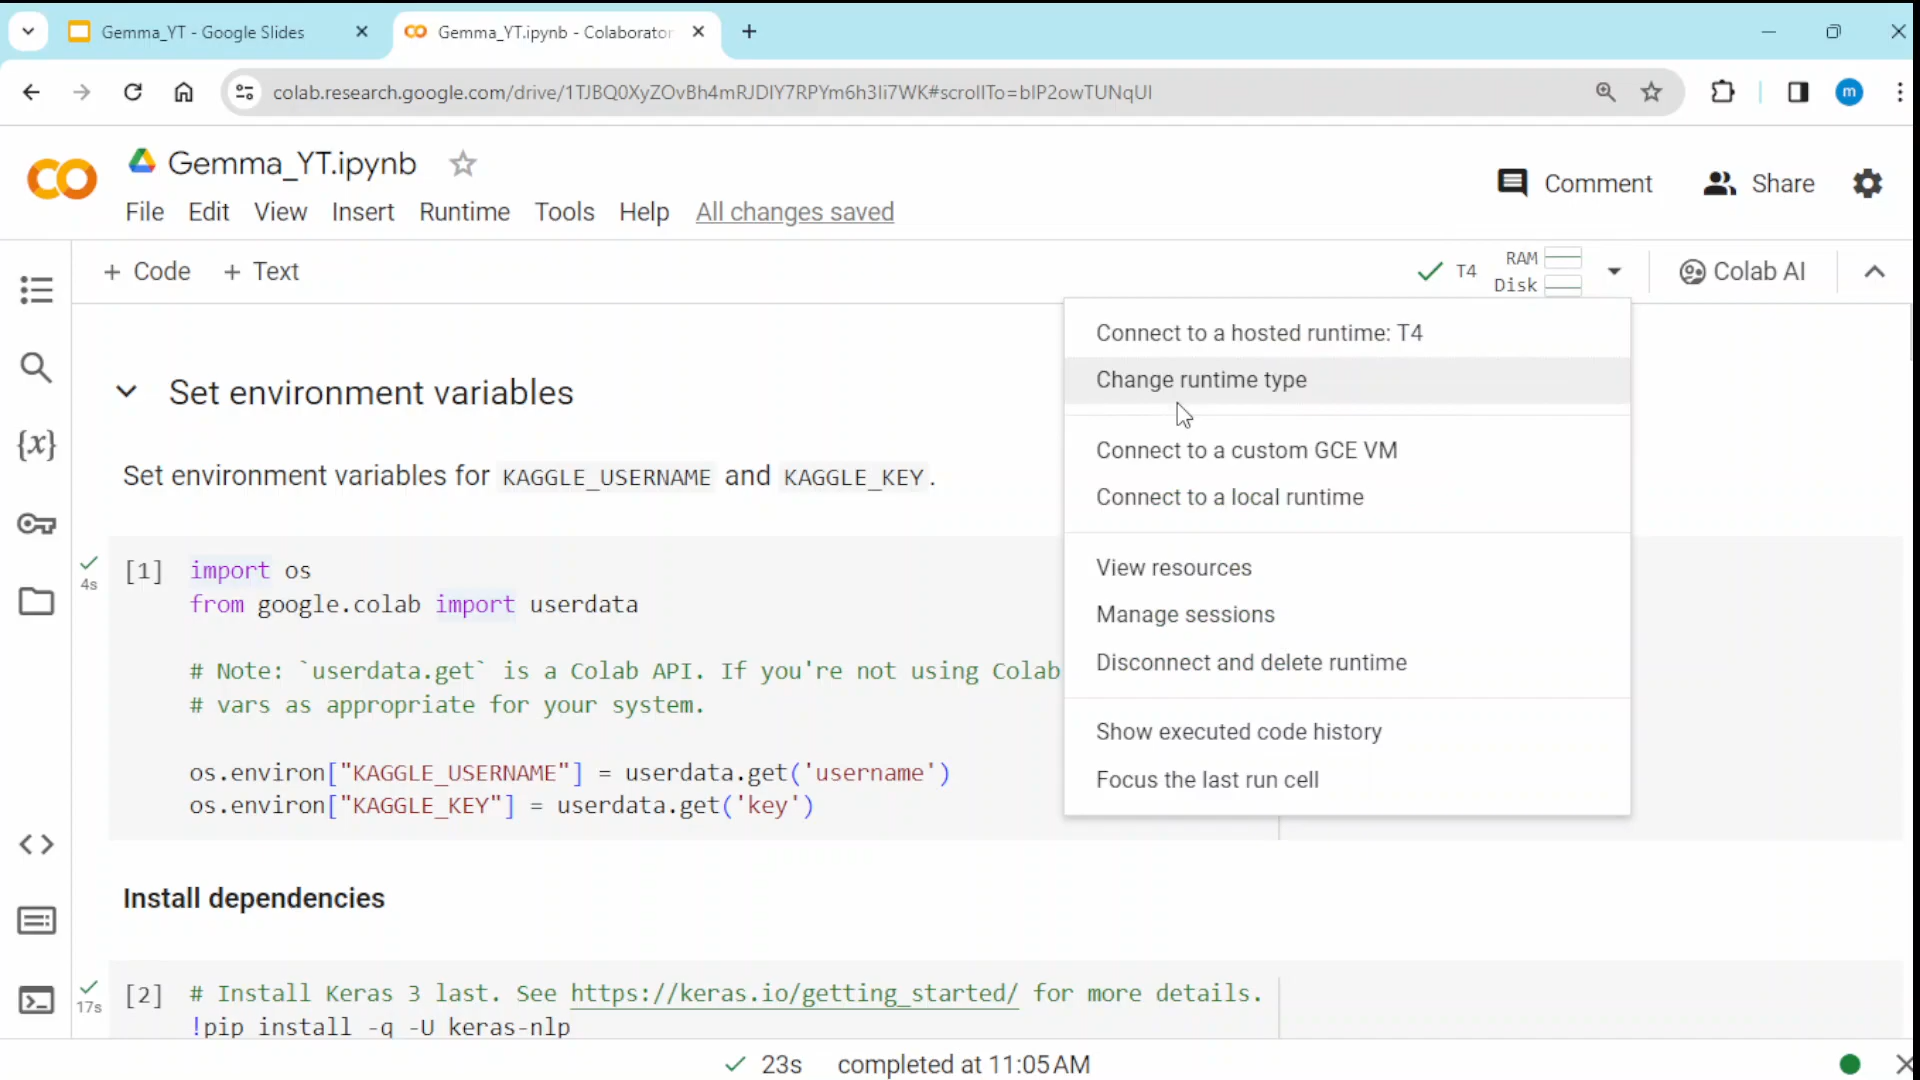 Gemma_YT - Google Slides
Gemma_YT.ipynb - Colaborator
colab.research.google.com/drive/1TJBQ0XyZOvBh4mRJDIY7RPYm6h3Ii7WK#scrollTo=bIP2owTUNqUI
m
CO
Gemma_YT.ipynb
Comment
Share
File Edit View Insert Runtime Tools Help All changes saved
+ Code + Text
T4
RAM
Disk
Colab AI
Connect to a hosted runtime: T4
Change runtime type
Connect to a custom GCE VM
Connect to a local runtime
View resources
Manage sessions
Disconnect and delete runtime
Show executed code history
Focus the last run cell
{x}
Set environment variables
Set environment variables for KAGGLE_USERNAME and KAGGLE_KEY.
4s
[1] import os
from google.colab import userdata
# Note: `userdata.get` is a Colab API. If you're not using Colab
# vars as appropriate for your system.
os.environ["KAGGLE_USERNAME"] = userdata.get('username')
os.environ["KAGGLE_KEY"] = userdata.get('key')
Install dependencies
17s
[2] # Install Keras 3 last. See https://keras.io/getting_started/ for more details.
!pip install -q -U keras-nlp
23s completed at 11:05 AM